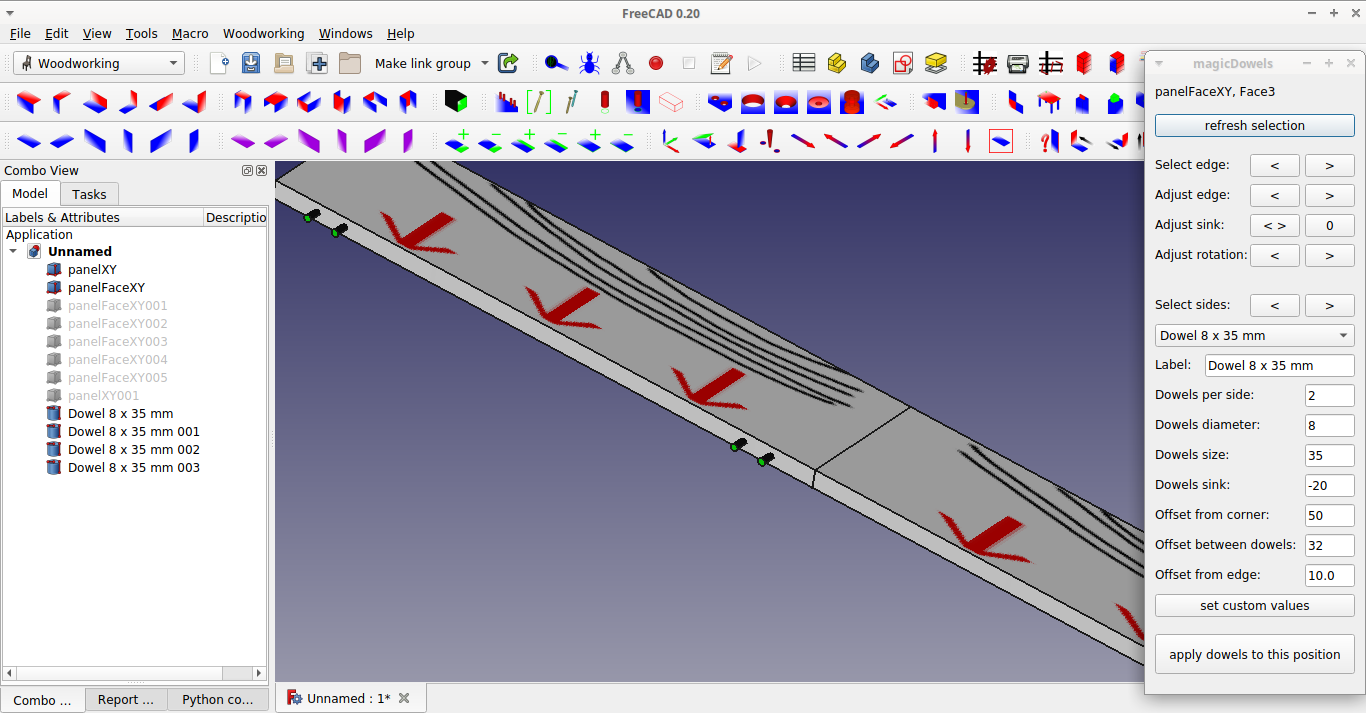 FreeCAD 0.20
File Edit View Tools Macro Woodworking Windows Help
Woodworking
Make link group
Combo View
Model Tasks
Labels & Attributes Descriptio
Application
Unnamed
panelXY
panelFaceXY
panelFaceXY001
panelFaceXY002
panelFaceXY003
panelFaceXY004
panelFaceXY005
panelXY001
Dowel 8 x 35 mm
Dowel 8 x 35 mm 001
Dowel 8 x 35 mm 002
Dowel 8 x 35 mm 003
Combo ... Report ... Python co...
Unnamed : 1*
magicDowels
panelFaceXY, Face3
refresh selection
Select edge: < >
Adjust edge: < >
Adjust sink: < > 0
Adjust rotation: < >
Select sides: < >
Dowel 8 x 35 mm
Label: Dowel 8 x 35 mm
Dowels per side: 2
Dowels diameter: 8
Dowels size: 35
Dowels sink: -20
Offset from corner: 50
Offset between dowels: 32
Offset from edge: 10.0
set custom values
apply dowels to this position